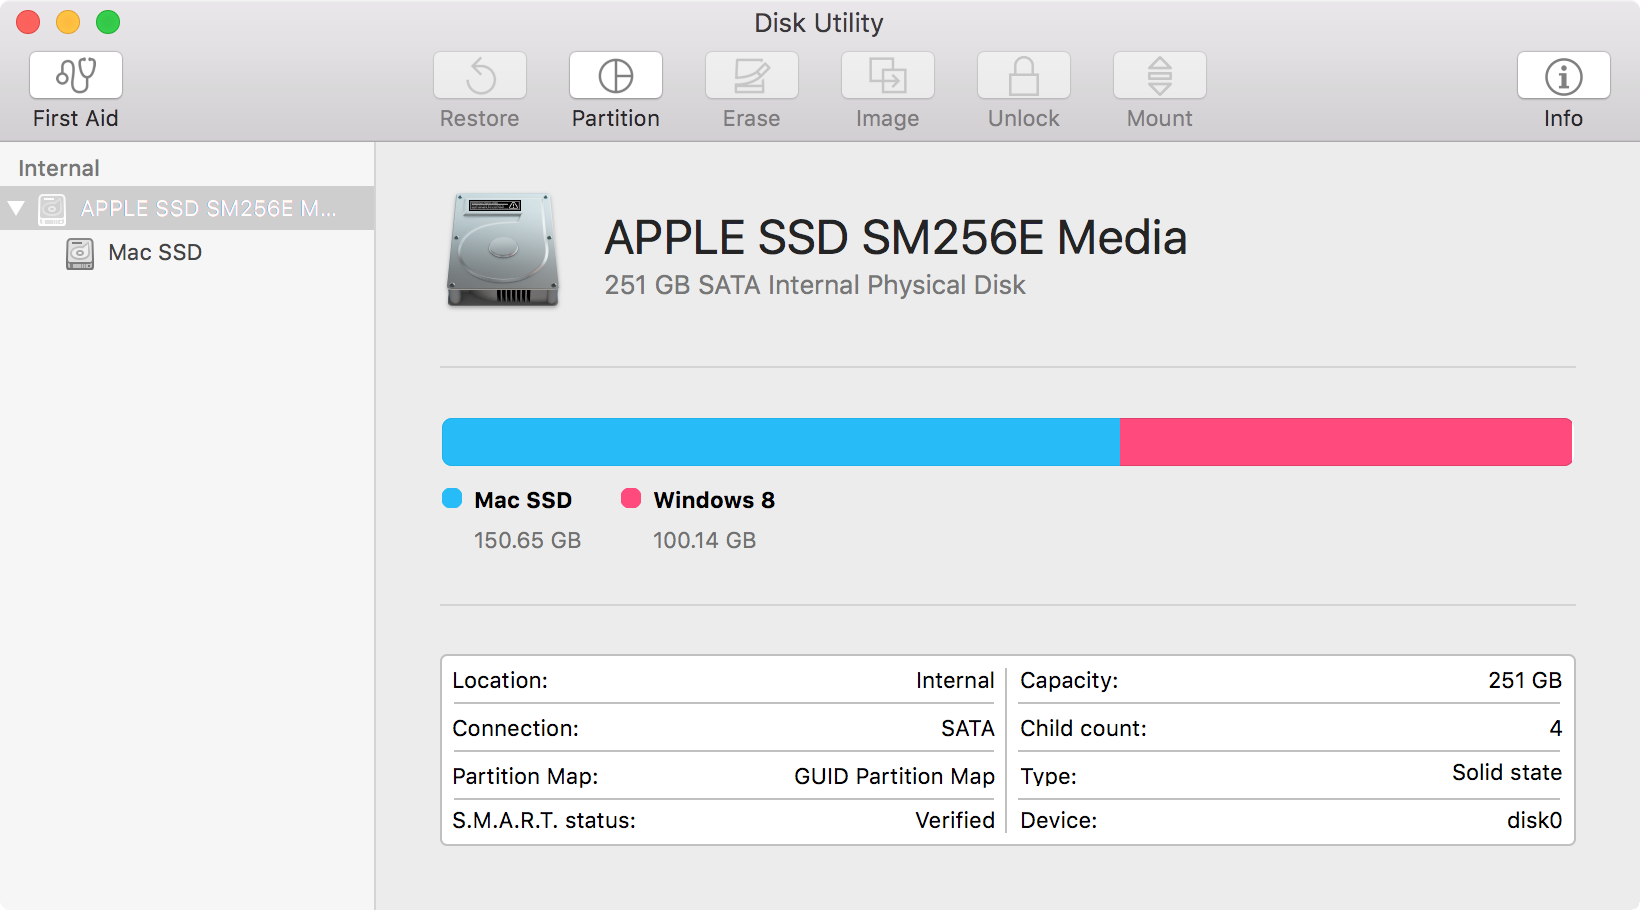 Disk Utility
First Aid
Restore
Partition
Erase
Image
Unlock
Mount
Info
Internal
APPLE SSD SM256E M...
Mac SSD
APPLE SSD SM256E Media
251 GB SATA Internal Physical Disk
Mac SSD
150.65 GB
Windows 8
100.14 GB
Location: Internal
Connection: SATA
Partition Map: GUID Partition Map
S.M.A.R.T. status: Verified
Capacity: 251 GB
Child count: 4
Type: Solid state
Device: disk0